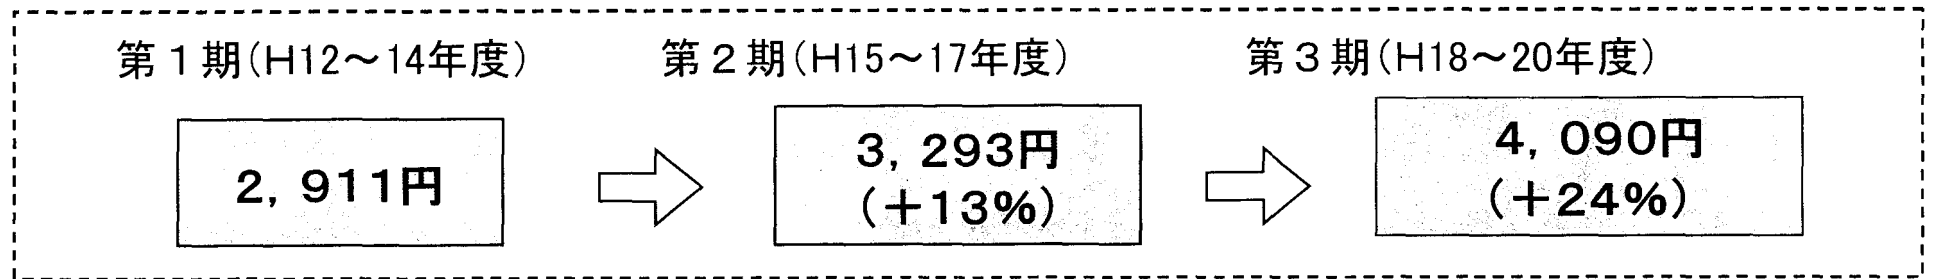 第１期(H12～14年度)
2, 911円
第２期(H15～17年度)
3, 293円
(＋13%)
第３期(H18～20年度)
4, 090円
(＋24%)